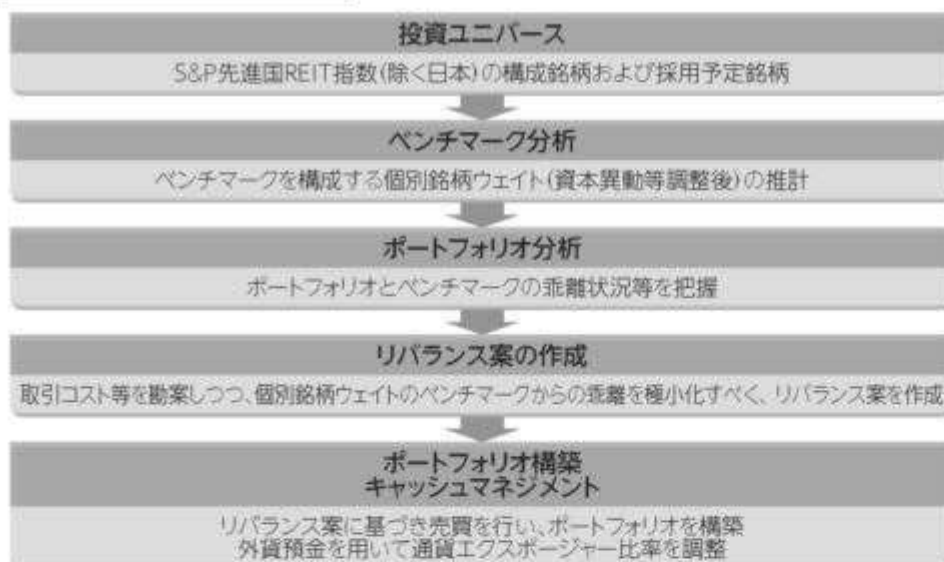 投資ユニバース
S&P先進国REIT指数(除く日本)の構成銘柄および採用予定銘柄
ベンチマーク分析
ベンチマークを構成する個別銘柄ウェイト(資本異動等調整後)の推計
ポートフォリオ分析
ポートフォリオとベンチマークの乖離状況等を把握
リバランス案の作成
取引コスト等を勘案しつつ、個別銘柄ウェイトのベンチマークからの乖離を極小化すべく、リバランス案を作成
ポートフォリオ構築
キャッシュマネジメント
リバランス案に基づき売買を行い、ポートフォリオを構築
外貨預金を用いて通貨エクスポージャー比率を調整